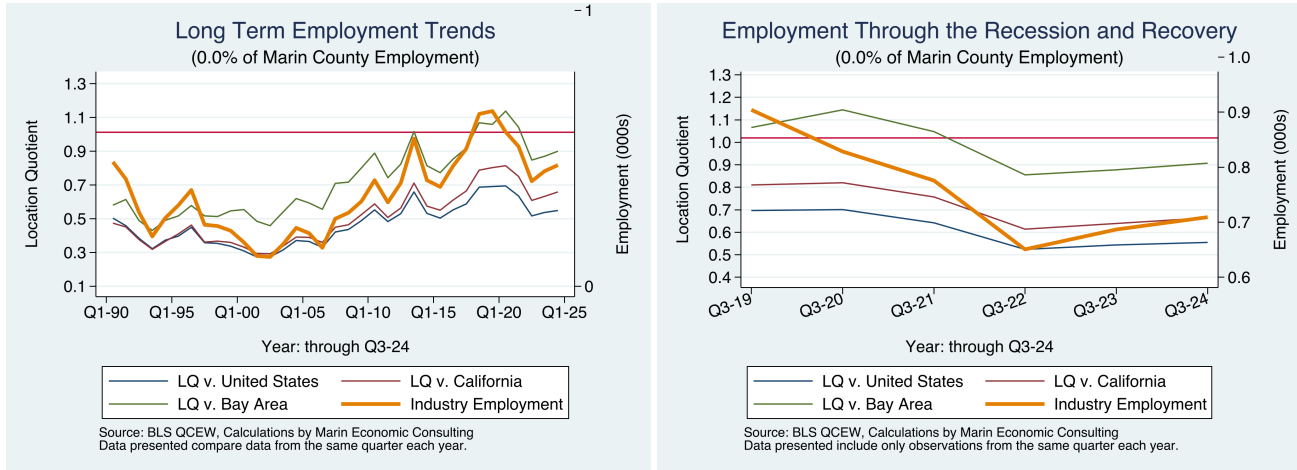 Long Term Employment Trends
(0.0% of Marin County Employment)
1
0
Employment (000s)
0.1
0.3
0.5
0.7
0.9
1.1
1.3
Location Quotient
Q1-90
Q1-95
Q1-00
Q1-05
Q1-10
Q1-15
Q1-20
Q1-25
Year: through Q3-24
LQ v. United States
LQ v. California
LQ v. Bay Area
Industry Employment
Source: BLS QCEW, Calculations by Marin Economic Consulting
Data presented compare data from the same quarter each year.
Employment Through the Recession and Recovery
(0.0% of Marin County Employment)
1.0
0.9
0.8
0.7
0.6
Employment (000s)
1.3
1.2
1.1
1.0
0.9
0.8
0.7
0.6
0.5
0.4
Location Quotient
Q3-19
Q3-20
Q3-21
Q3-22
Q3-23
Q3-24
Year: through Q3-24
LQ v. United States
LQ v. California
LQ v. Bay Area
Industry Employment
Source: BLS QCEW, Calculations by Marin Economic Consulting
Data presented include only observations from the same quarter each year.